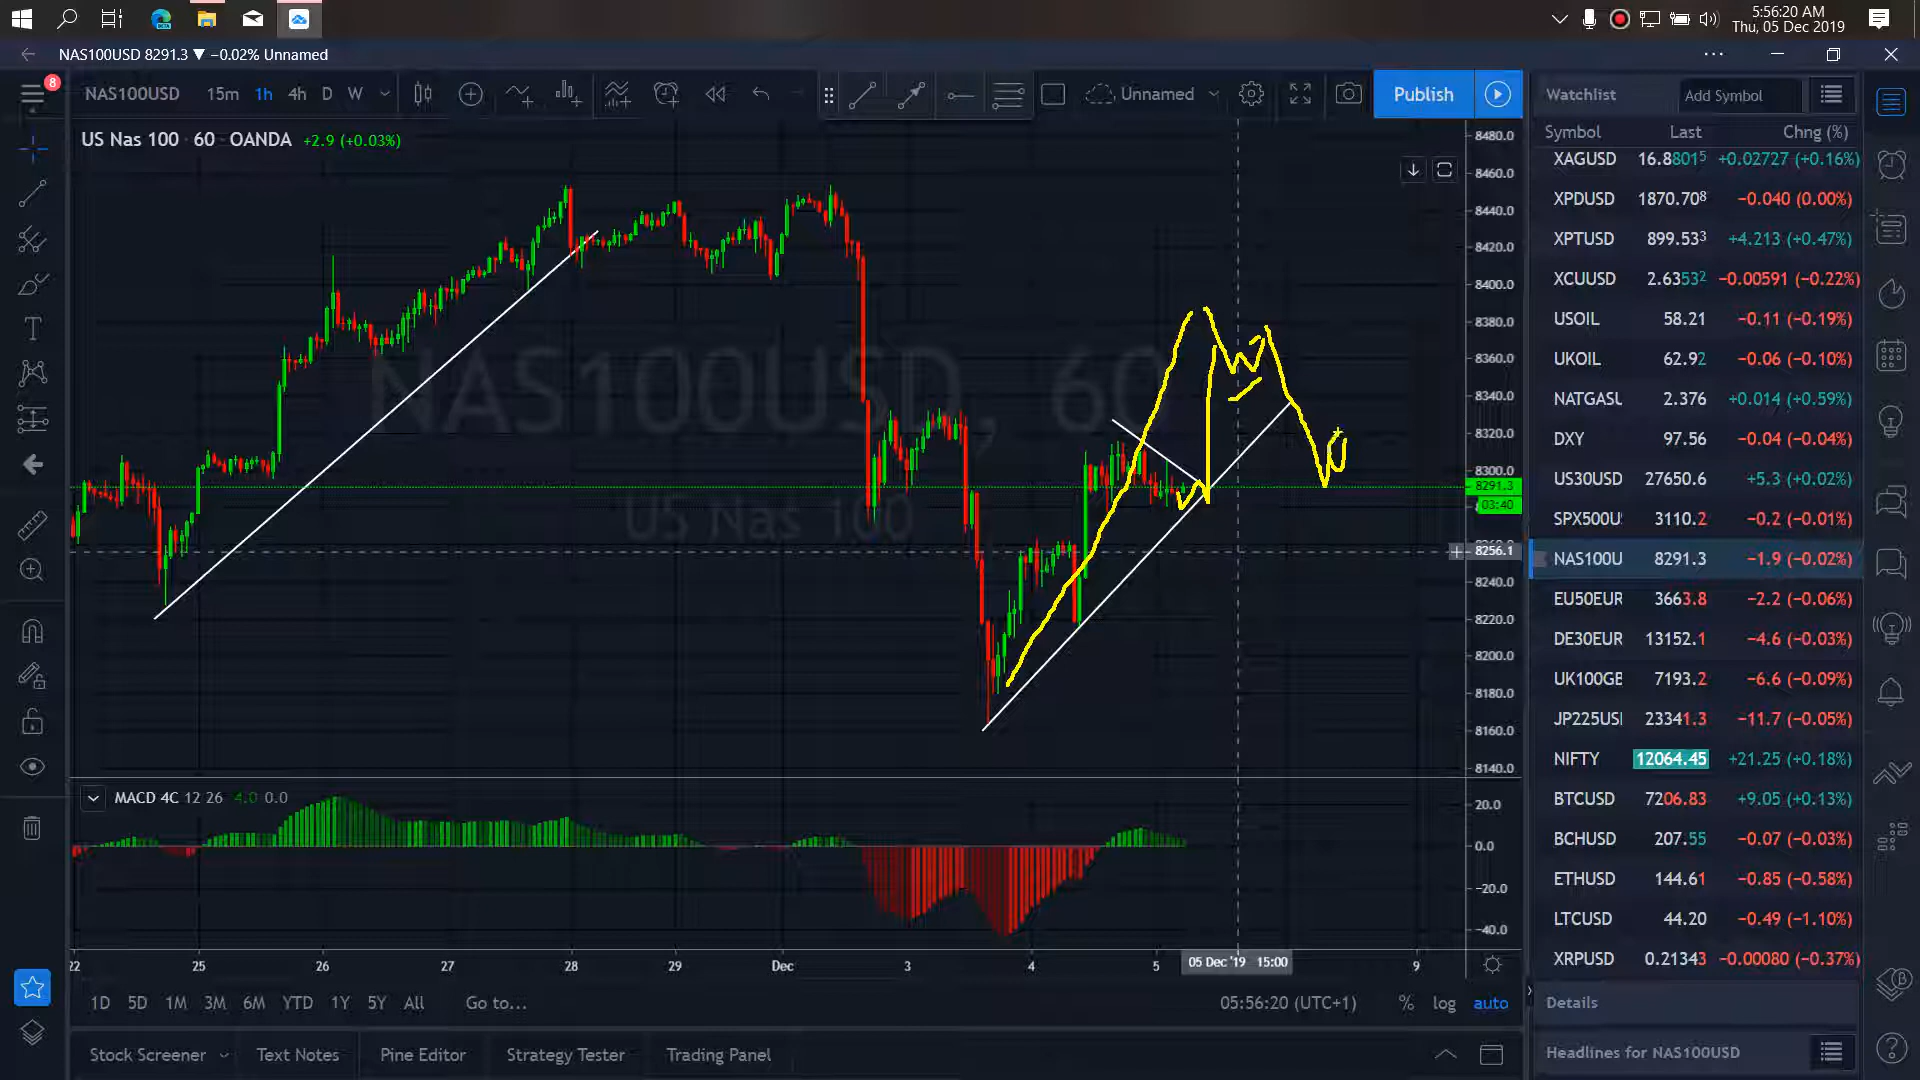 5:56:20 AM
Thu, 05 Dec 2019
NAS100USD 8291.3 ▼ −0.02% Unnamed
8
NAS100USD 15m 1h 4h D W
Unnamed
Publish
Watchlist
Add Symbol
US Nas 100 60 OANDA +2.9 (+0.03%)
Symbol Last Chng (%)
XAGUSD 16.8801⁵ +0.02727 (+0.16%)
XPDUSD 1870.70⁸ −0.040 (0.00%)
XPTUSD 899.53³ +4.213 (+0.47%)
XCUUSD 2.653² −0.00591 (−0.22%)
USOIL 58.21 −0.11 (−0.19%)
UKOIL 62.92 −0.06 (−0.10%)
NATGASU 2.376 +0.014 (+0.59%)
DXY 97.56 −0.04 (−0.04%)
US30USD 27650.6 +5.3 (+0.02%)
SPX500U 3110.2 −0.2 (−0.01%)
NAS100U 8291.3 −1.9 (−0.02%)
EU50EUR 3663.8 −2.2 (−0.06%)
DE30EUR 13152.1 −4.6 (−0.03%)
UK100GB 7193.2 −6.6 (−0.09%)
JP225US 23341.3 −11.7 (−0.05%)
NIFTY 12064.45 +21.25 (+0.18%)
BTCUSD 7206.83 +9.05 (+0.13%)
BCHUSD 207.55 −0.07 (−0.03%)
ETHUSD 144.61 −0.85 (−0.58%)
LTCUSD 44.20 −0.49 (−1.10%)
XRPUSD 0.21343 −0.00080 (−0.37%)
NAS100USD, 60
US Nas 100
8480.0
8460.0
8440.0
8420.0
8400.0
8380.0
8360.0
8340.0
8320.0
8300.0
8291.3
03:40
8256.1
8240.0
8220.0
8200.0
8180.0
8160.0
8140.0
MACD 4C 12 26 4.0 0.0
20.0
0.0
−20.0
−40.0
22 25 26 27 28 29 Dec 3 4 5 05 Dec '19 15:00 9
1D 5D 1M 3M 6M YTD 1Y 5Y All Go to...
05:56:20 (UTC+1) % log auto
Details
Stock Screener Text Notes Pine Editor Strategy Tester Trading Panel
Headlines for NAS100USD